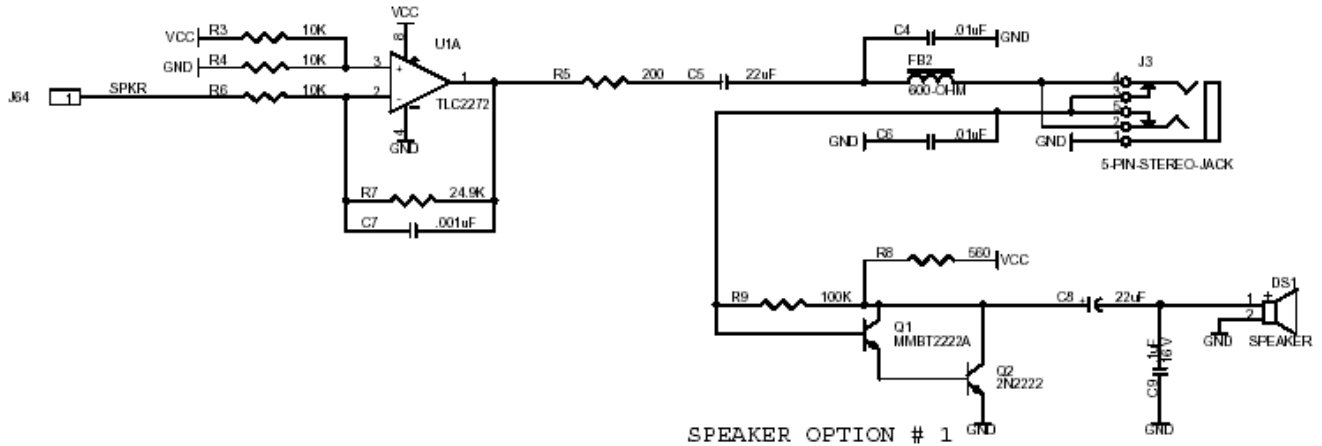 VCC
VCC R3 10K
8
U1A
GND R4 10K
3
+
1
J64 1 SPKR R6 10K
2
-
TLC2272
4
GND
R7 24.9K
C7 .001uF
R5 200 C5 22uF
C4 .01uF GND
FB2
600-OHM
J3
4
3
5
2
1
GND C6 .01uF
GND
5-PIN-STEREO-JACK
R8 560 VCC
R9 100K
C8 + 22uF
DS1
1
+
2
GND
SPEAKER
Q1
MMBT2222A
Q2
2N2222
C9 .1uF
16V
GND
GND
SPEAKER OPTION # 1